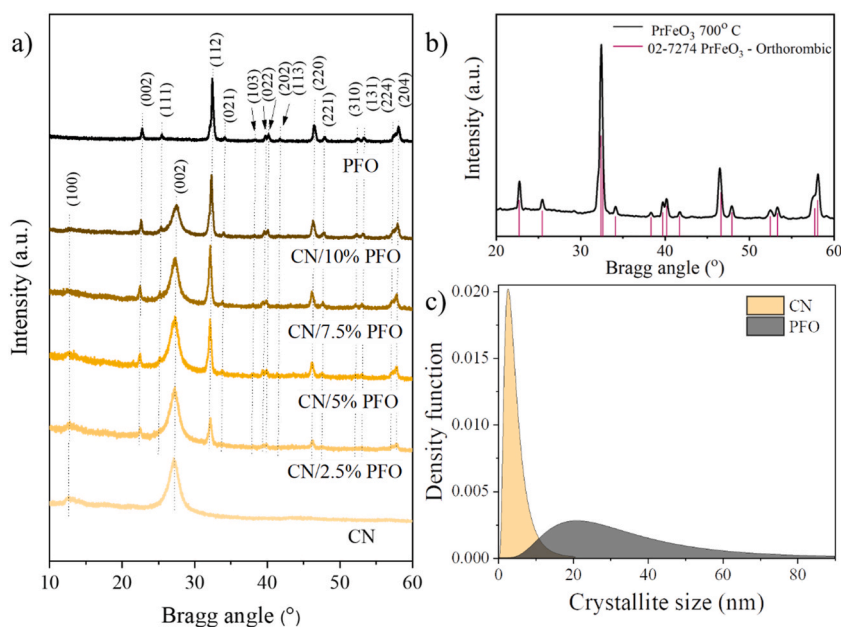 a)
Intensity (a.u.)
(002)
(111)
(112)
(021)
(103)
(022)
(202)
(113)
(220)
(221)
(310)
(131)
(224)
(204)
PFO
(100)
(002)
CN/10% PFO
CN/7.5% PFO
CN/5% PFO
CN/2.5% PFO
CN
10 20 30 40 50 60
Bragg angle (°)
b)
Intensity (a.u.)
PrFeO₃ 700° C
02-7274 PrFeO₃ - Orthorombic
20 30 40 50 60
Bragg angle (°)
c)
Density function
0.020
0.015
0.010
0.005
0.000
CN
PFO
0 20 40 60 80
Crystallite size (nm)